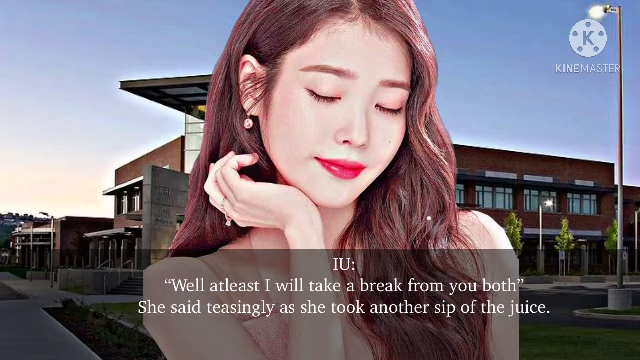 KINEMASTER
IU:
“Well atleast I will take a break from you both”
She said teasingly as she took another sip of the juice.